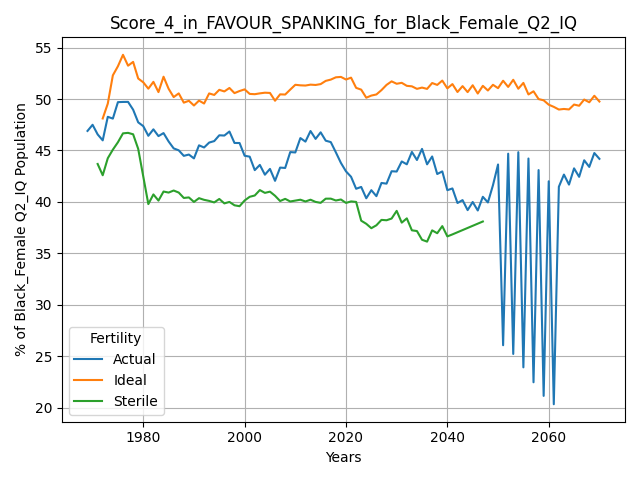 Score_4_in_FAVOUR_SPANKING_for_Black_Female_Q2_IQ
% of Black_Female Q2_IQ Population
55
50
45
40
35
30
25
20
Fertility
Actual
Ideal
Sterile
1980
2000
2020
2040
2060
Years